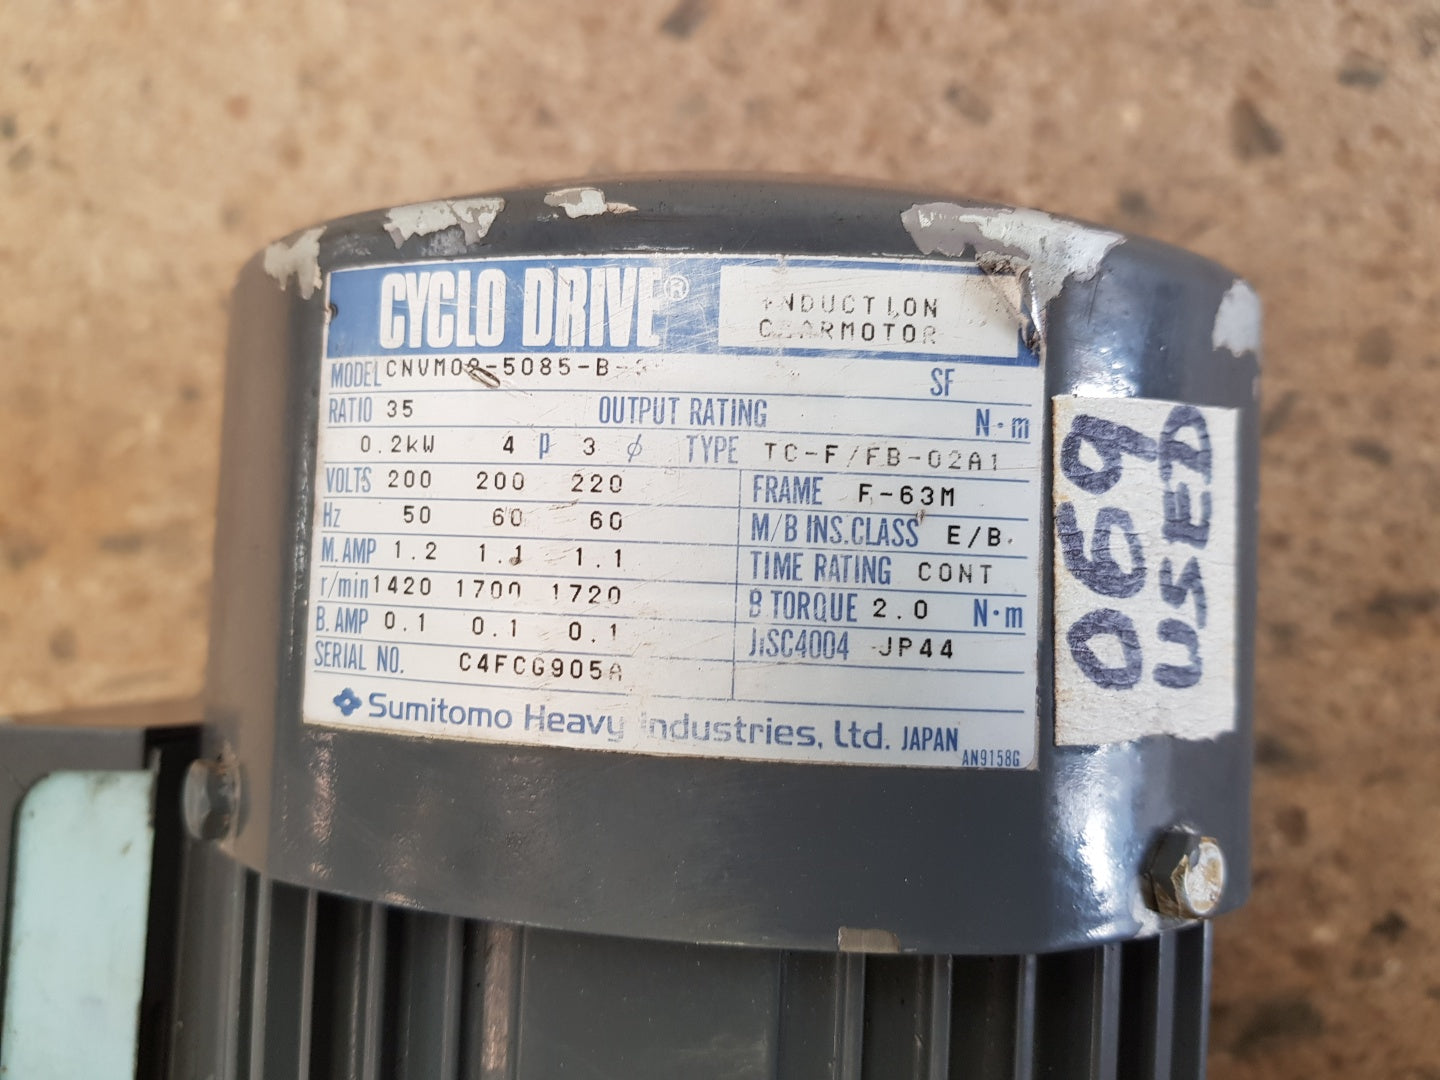 CYCLO DRIVE®
INDUCTION
GEARMOTOR
MODEL CNVM02-5085-B-
SF
RATIO 35 OUTPUT RATING N·m
0.2kW 4 P 3 φ TYPE TC-F/FB-02A1
VOLTS 200 200 220
FRAME F-63M
Hz 50 60 60
M/B INS.CLASS E/B
M. AMP 1.2 1.1 1.1
TIME RATING CONT
r/min 1420 1700 1720
B TORQUE 2.0 N·m
B. AMP 0.1 0.1 0.1
JiSC4004 JP44
SERIAL NO. C4FCG905A
Sumitomo Heavy Industries, Ltd. JAPAN
AN9158G
069
USED